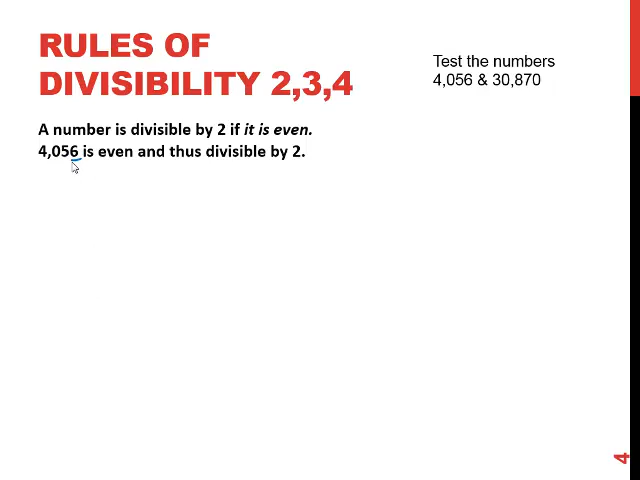 RULES OF
DIVISIBILITY 2,3,4
Test the numbers
4,056 & 30,870
A number is divisible by 2 if it is even.
4,056 is even and thus divisible by 2.
4